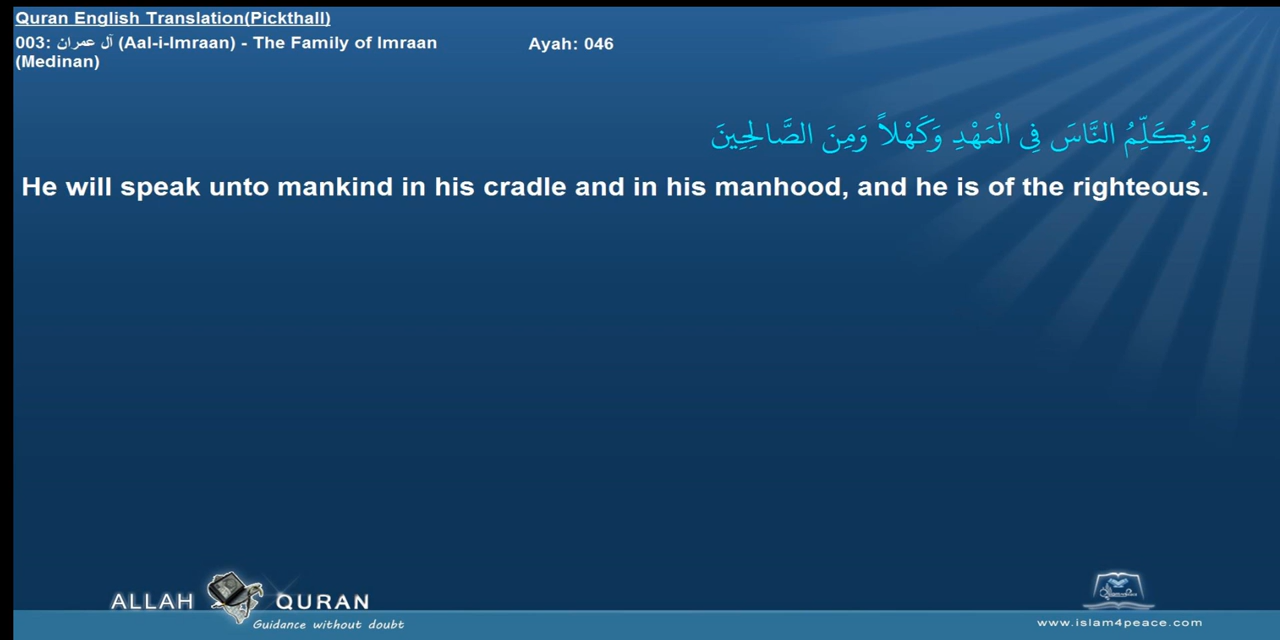 Quran English Translation(Pickthall)
003: آل عمران (Aal-i-Imraan) - The Family of Imraan
(Medinan)
Ayah: 046
وَيُكَلِّمُ النَّاسَ فِي الْمَهْدِ وَكَهْلاً وَمِنَ الصَّالِحِينَ
He will speak unto mankind in his cradle and in his manhood, and he is of the righteous.
ALLAH QURAN
Guidance without doubt
www.islam4peace.com